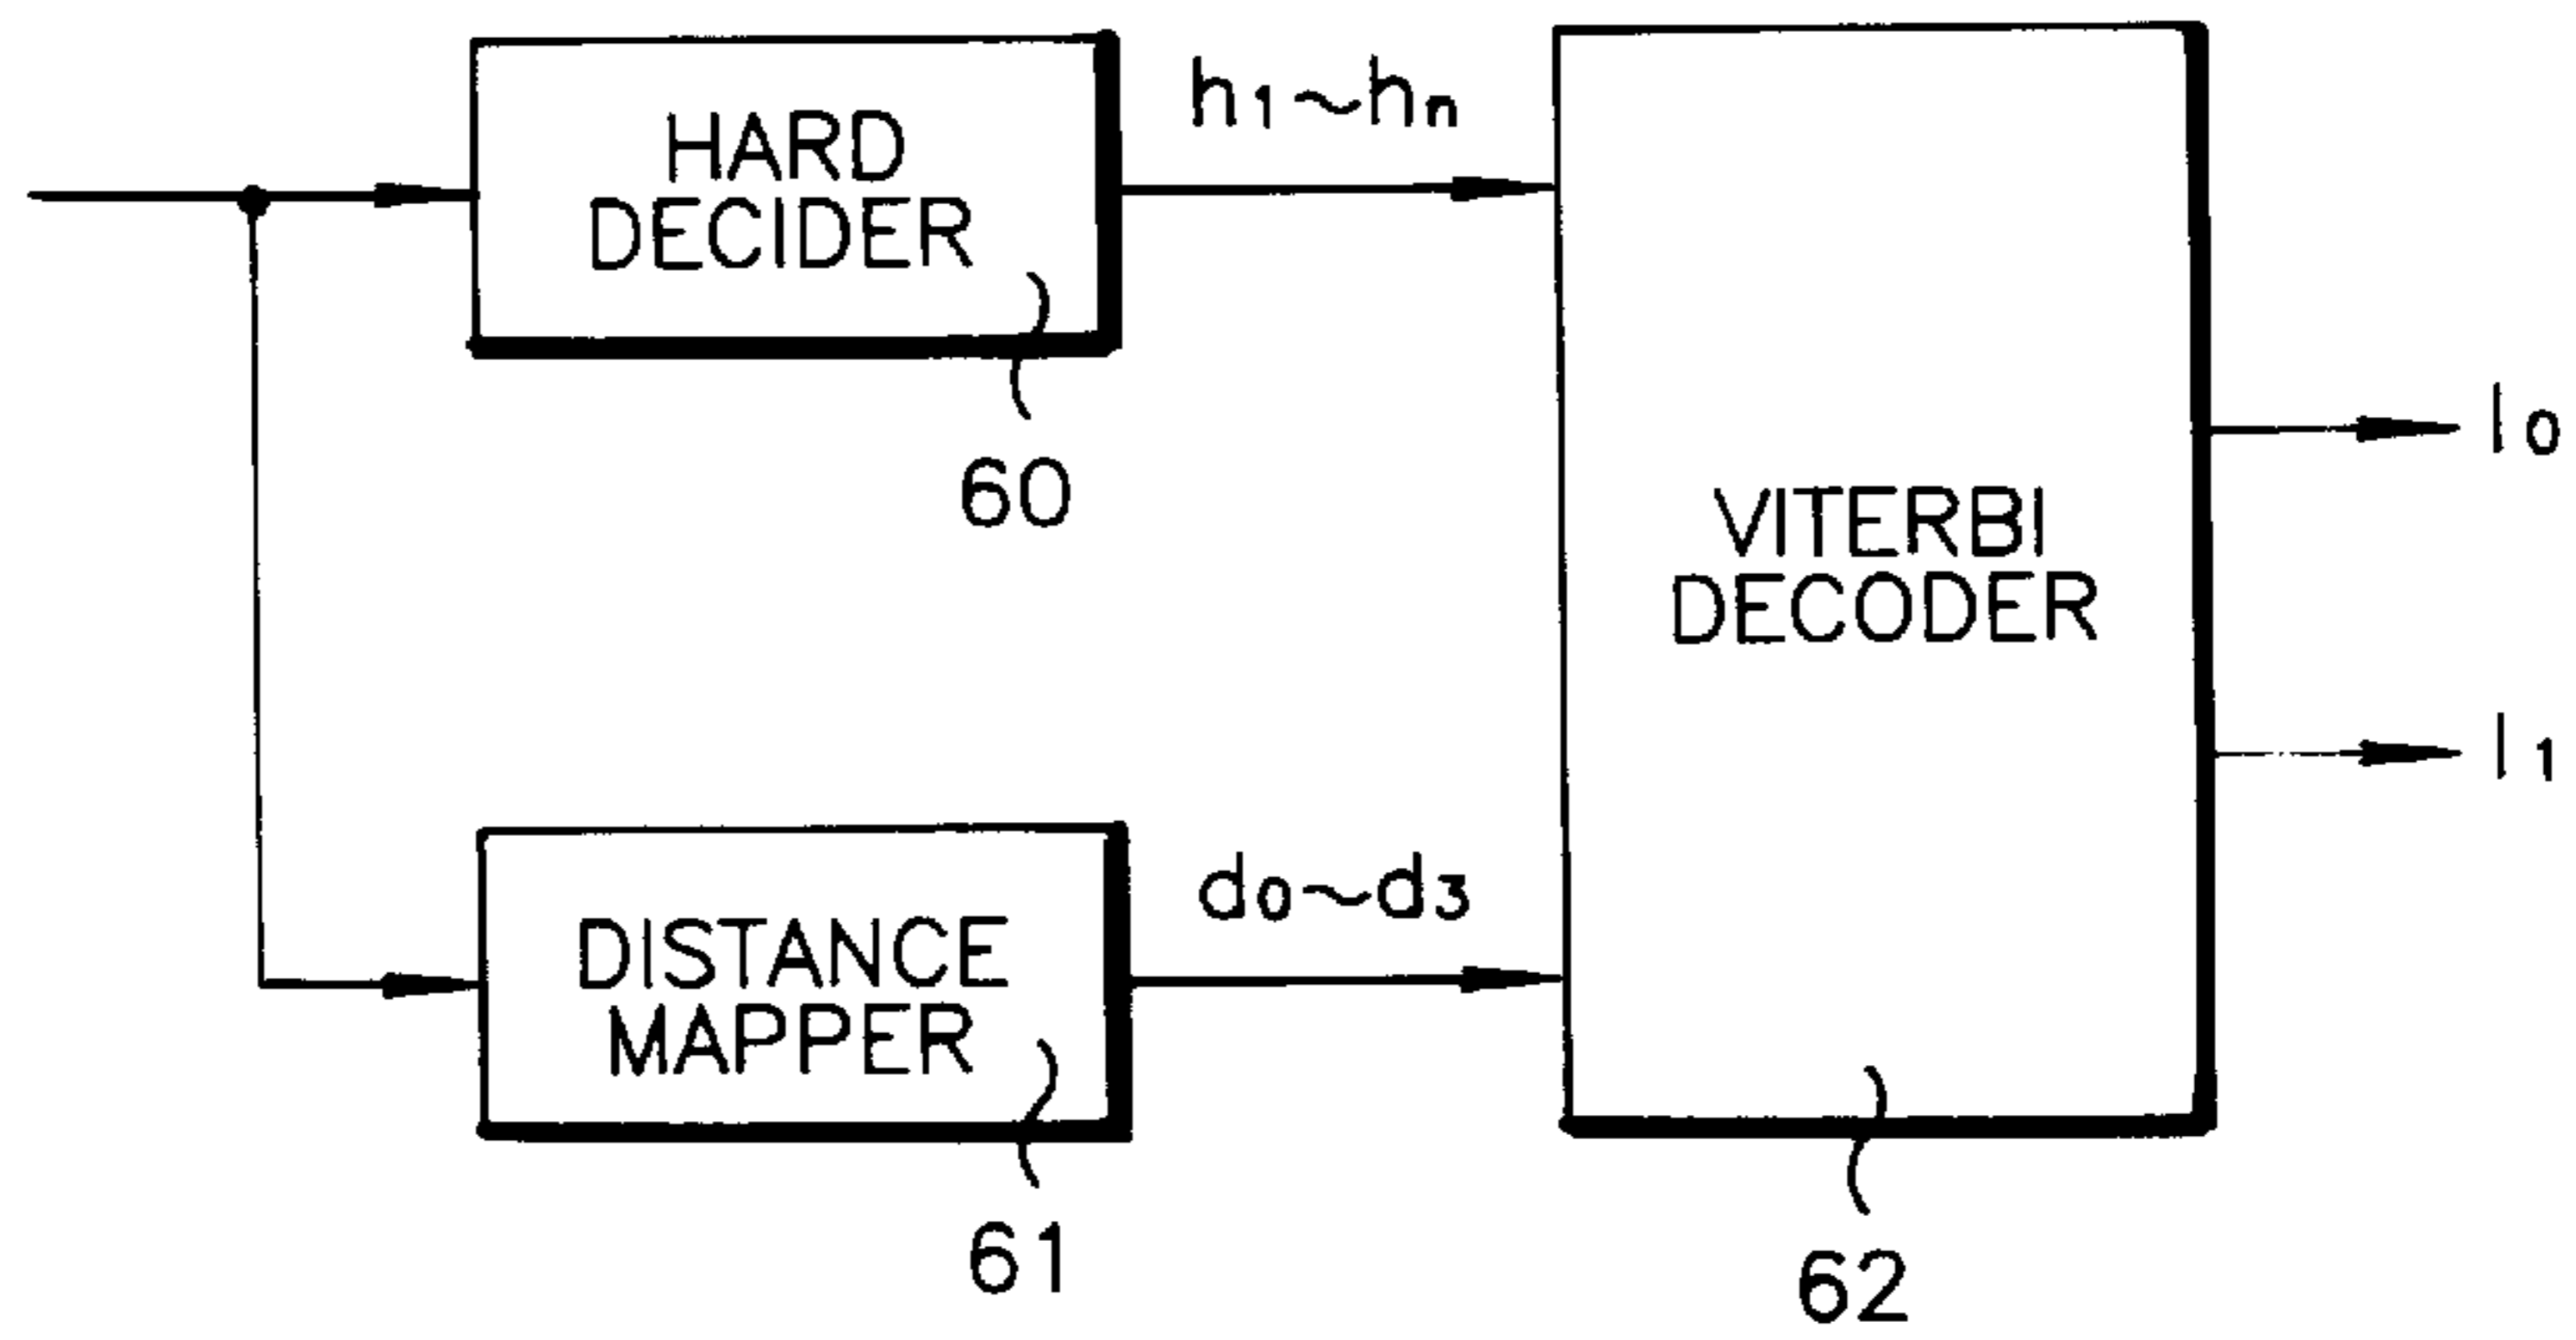 HARD
DECIDER
60
h1~hn
VITERBI
DECODER
62
I0
I1
DISTANCE
MAPPER
61
d0~d3